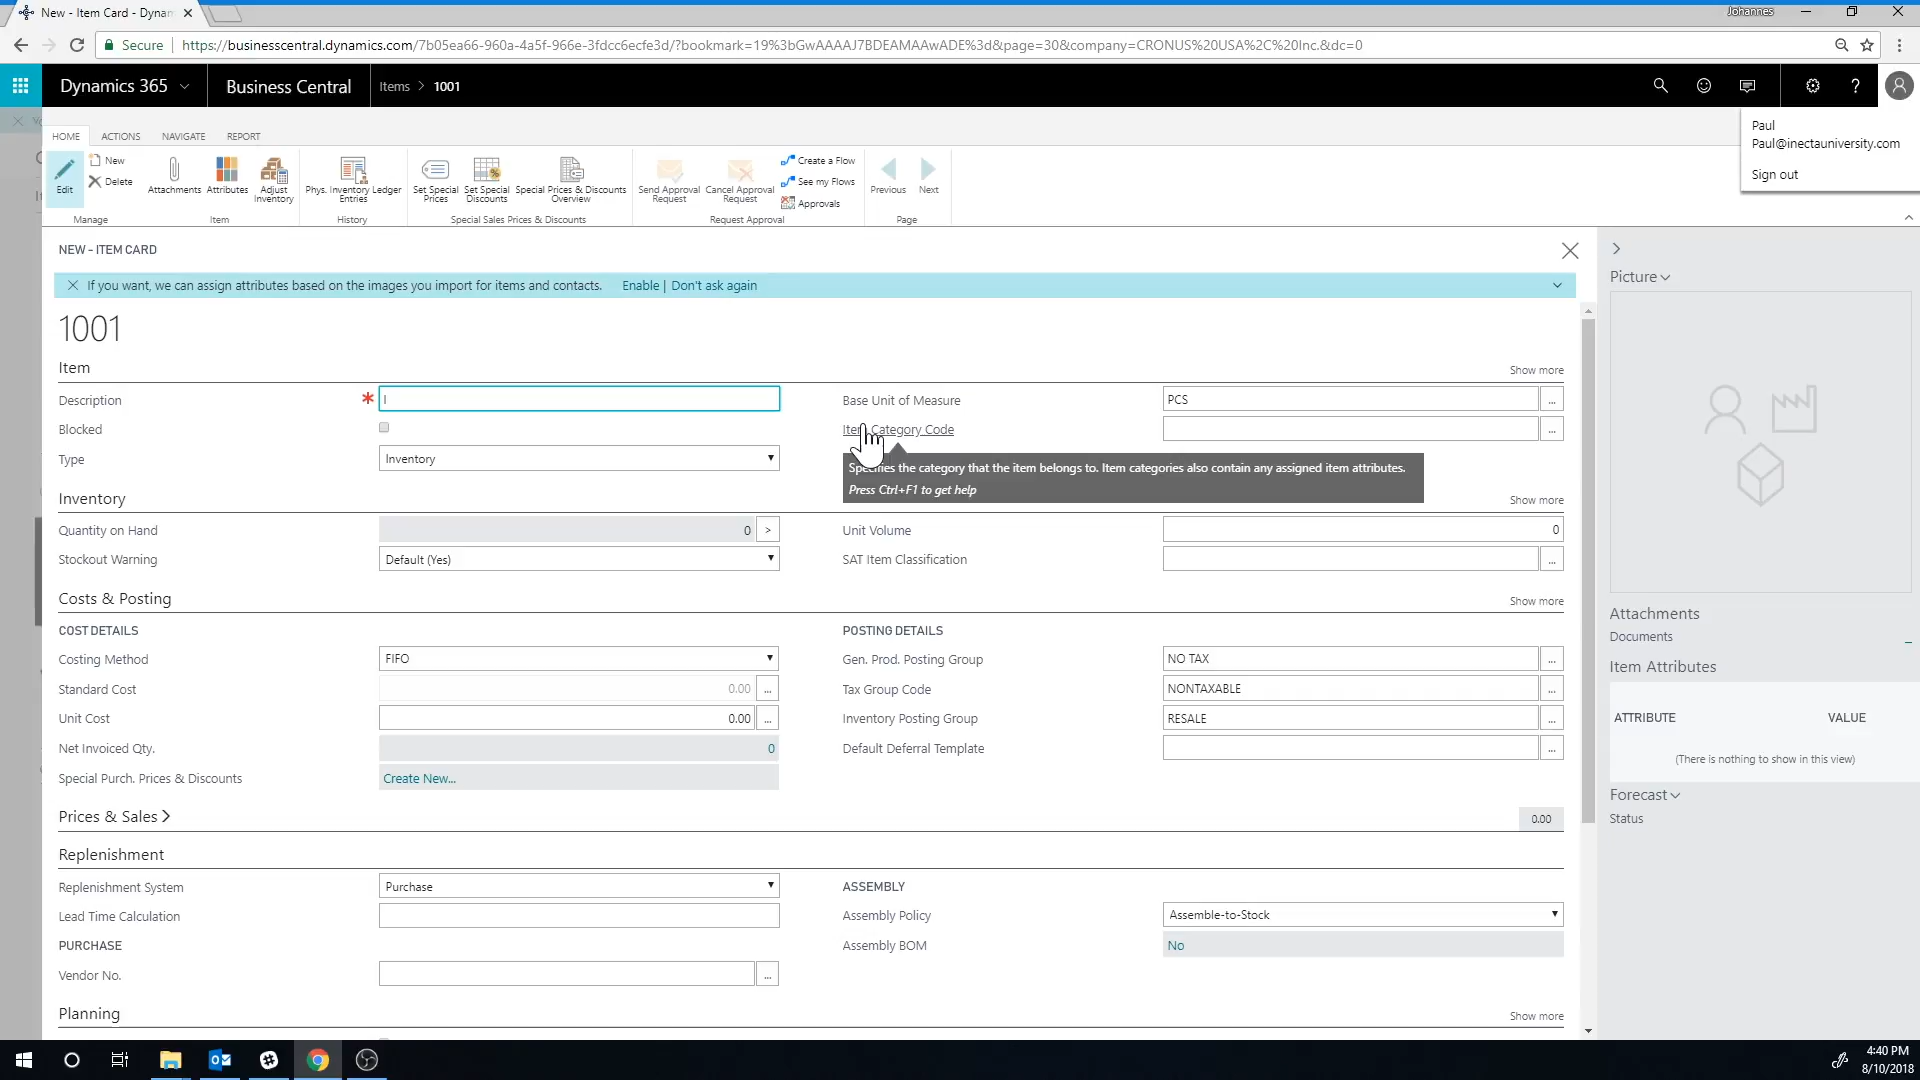 New - Item Card - Dynam
Johannes
Secure
https://businesscentral.dynamics.com/7b05ea66-960a-4a5f-966e-3fdcc6ecfe3d/?bookmark=19%3bGwAAAAJ7BDEAMAAwADE%3d&page=30&company=CRONUS%20USA%2C%20Inc.&dc=0
Dynamics 365
Business Central
Items > 1001
?
HOME
ACTIONS
NAVIGATE
REPORT
Paul
Paul@inectauniversity.com
Sign out
Edit
New
Delete
Attachments
Attributes
Adjust Inventory
Phys. Inventory Ledger Entries
Set Special Prices
Set Special Discounts
Special Prices & Discounts Overview
Send Approval Request
Cancel Approval Request
Create a Flow
See my Flows
Approvals
Previous
Next
Manage
Item
History
Special Sales Prices & Discounts
Request Approval
Page
NEW - ITEM CARD
If you want, we can assign attributes based on the images you import for items and contacts. Enable | Don't ask again
1001
Item
Show more
Description
*
Base Unit of Measure
PCS
...
Blocked
Item Category Code
...
Type
Inventory
Specifies the category that the item belongs to. Item categories also contain any assigned item attributes.
Press Ctrl+F1 to get help
Inventory
Show more
Quantity on Hand
0
>
Unit Volume
0
Stockout Warning
Default (Yes)
SAT Item Classification
...
Costs & Posting
Show more
COST DETAILS
POSTING DETAILS
Costing Method
FIFO
Gen. Prod. Posting Group
NO TAX
...
Standard Cost
0.00
...
Tax Group Code
NONTAXABLE
...
Unit Cost
0.00
...
Inventory Posting Group
RESALE
...
Net Invoiced Qty.
0
Default Deferral Template
...
Special Purch. Prices & Discounts
Create New...
Prices & Sales >
0.00
Replenishment
Replenishment System
Purchase
ASSEMBLY
Lead Time Calculation
Assembly Policy
Assemble-to-Stock
PURCHASE
Assembly BOM
No
Vendor No.
...
Planning
Show more
Picture
Attachments
Documents
–
Item Attributes
ATTRIBUTE
VALUE
(There is nothing to show in this view)
Forecast
Status
4:40 PM
8/10/2018